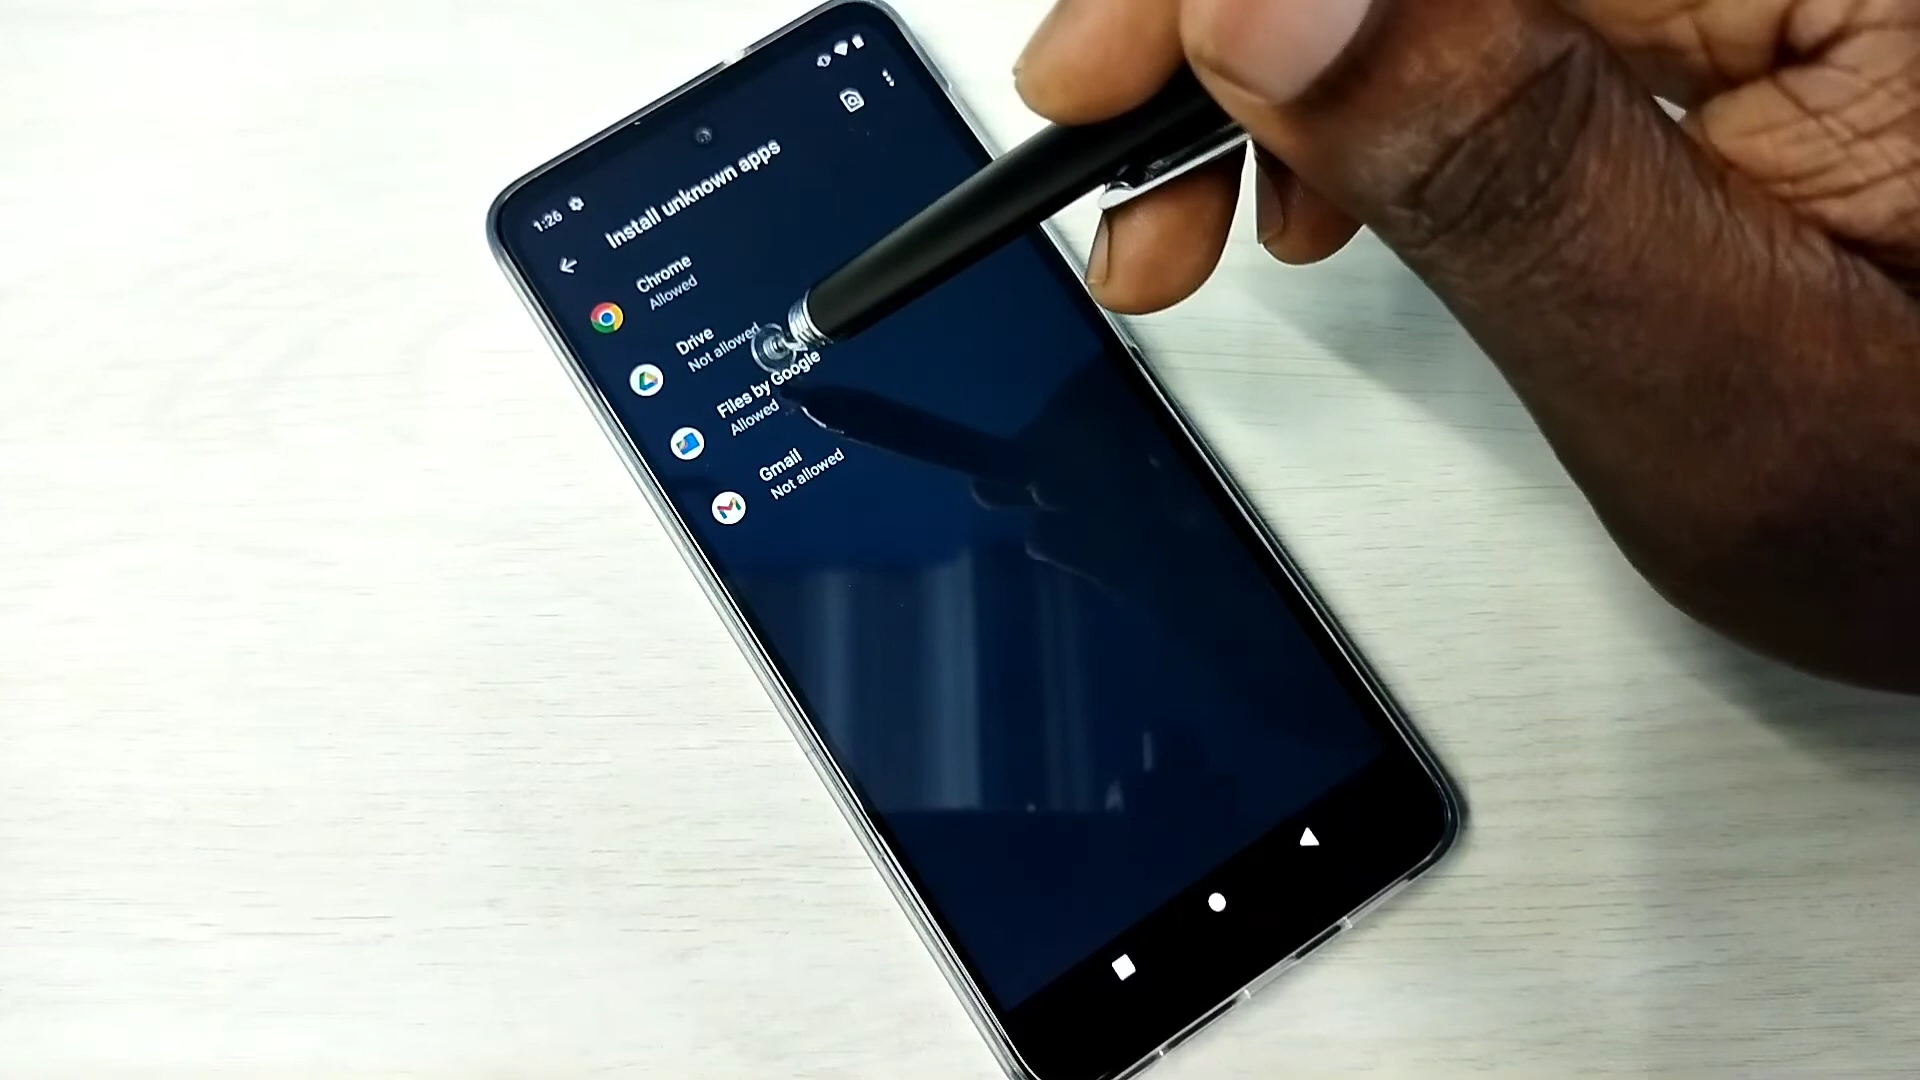 1:26
Install unknown apps
Chrome
Allowed
Drive
Not allowed
Files by Google
Allowed
Gmail
Not allowed